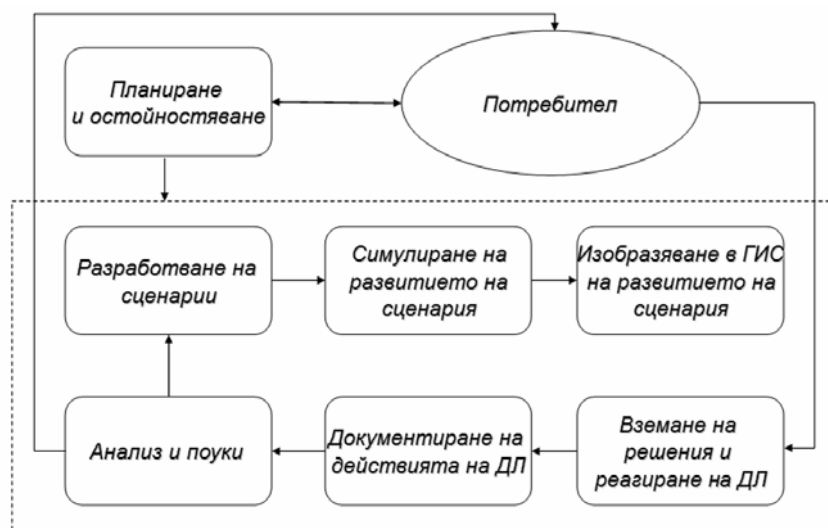 Планиране
и остойностяване
Потребител
Разработване на
сценарии
Симулиране на
развитието на
сценария
Изобразяване в ГИС
на развитието на
сценария
Анализ и поуки
Документиране на
действията на ДЛ
Вземане на
решения и
реагиране на ДЛ